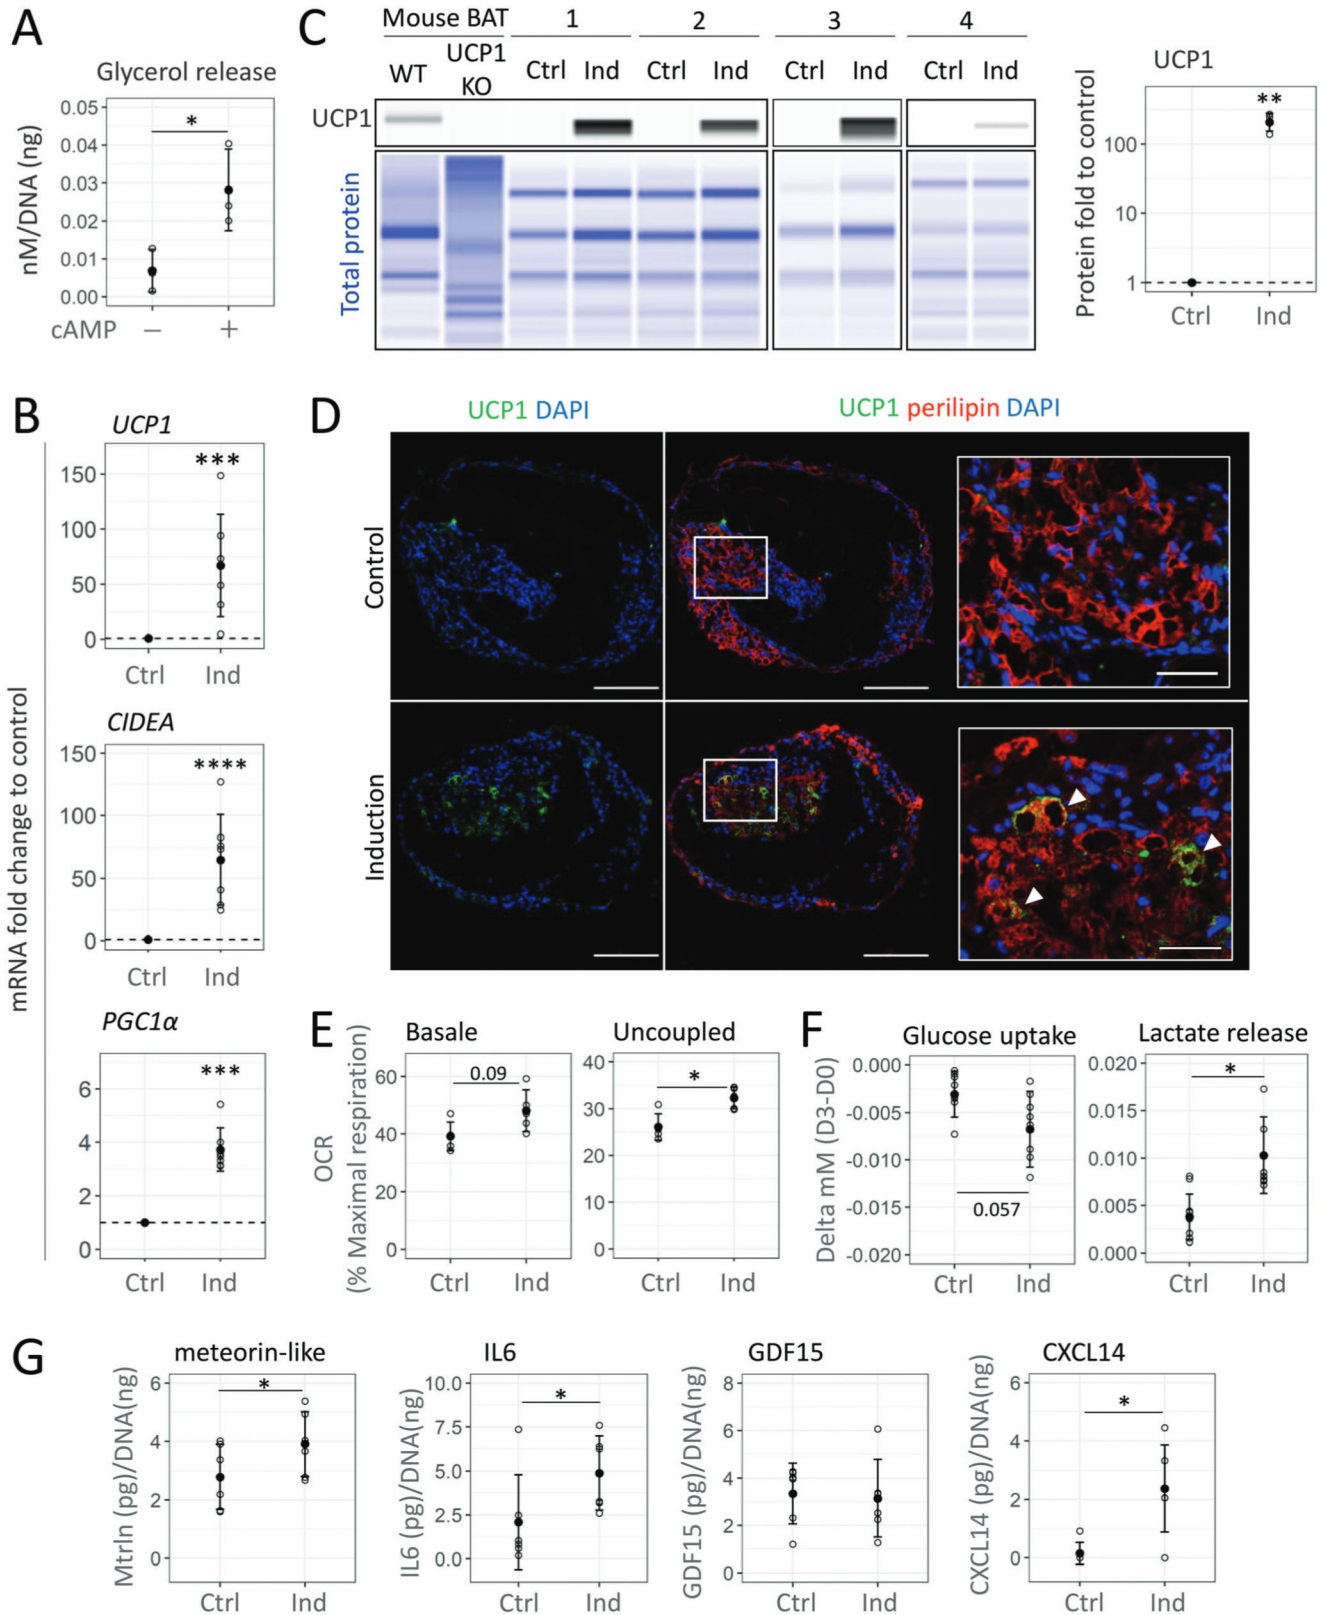 A
Glycerol release
nM/DNA (ng)
0.05
0.04
0.03
0.02
0.01
0.00
*
cAMP − +
C
Mouse BAT 1 2 3 4
WT UCP1 KO Ctrl Ind Ctrl Ind Ctrl Ind Ctrl Ind
UCP1
Total protein
UCP1
Protein fold to control
100
10
1
**
Ctrl Ind
B
mRNA fold change to control
UCP1
150
100
50
0
***
Ctrl Ind
CIDEA
150
100
50
0
****
Ctrl Ind
PGC1α
6
4
2
0
***
Ctrl Ind
D
UCP1 DAPI
UCP1 perilipin DAPI
Control
Induction
E
OCR
(% Maximal respiration)
Basale
60
40
20
0
0.09
Ctrl Ind
Uncoupled
40
30
20
10
0
*
Ctrl Ind
F
Delta mM (D3-D0)
Glucose uptake
0.000
-0.005
-0.010
-0.015
-0.020
0.057
Ctrl Ind
Lactate release
0.020
0.015
0.010
0.005
0.000
*
Ctrl Ind
G
meteorin-like
Mtrln (pg)/DNA(ng)
6
4
2
0
*
Ctrl Ind
IL6
IL6 (pg)/DNA(ng)
10.0
7.5
5.0
2.5
0.0
*
Ctrl Ind
GDF15
GDF15 (pg)/DNA(ng)
8
6
4
2
0
Ctrl Ind
CXCL14
CXCL14 (pg)/DNA(ng)
6
4
2
0
*
Ctrl Ind